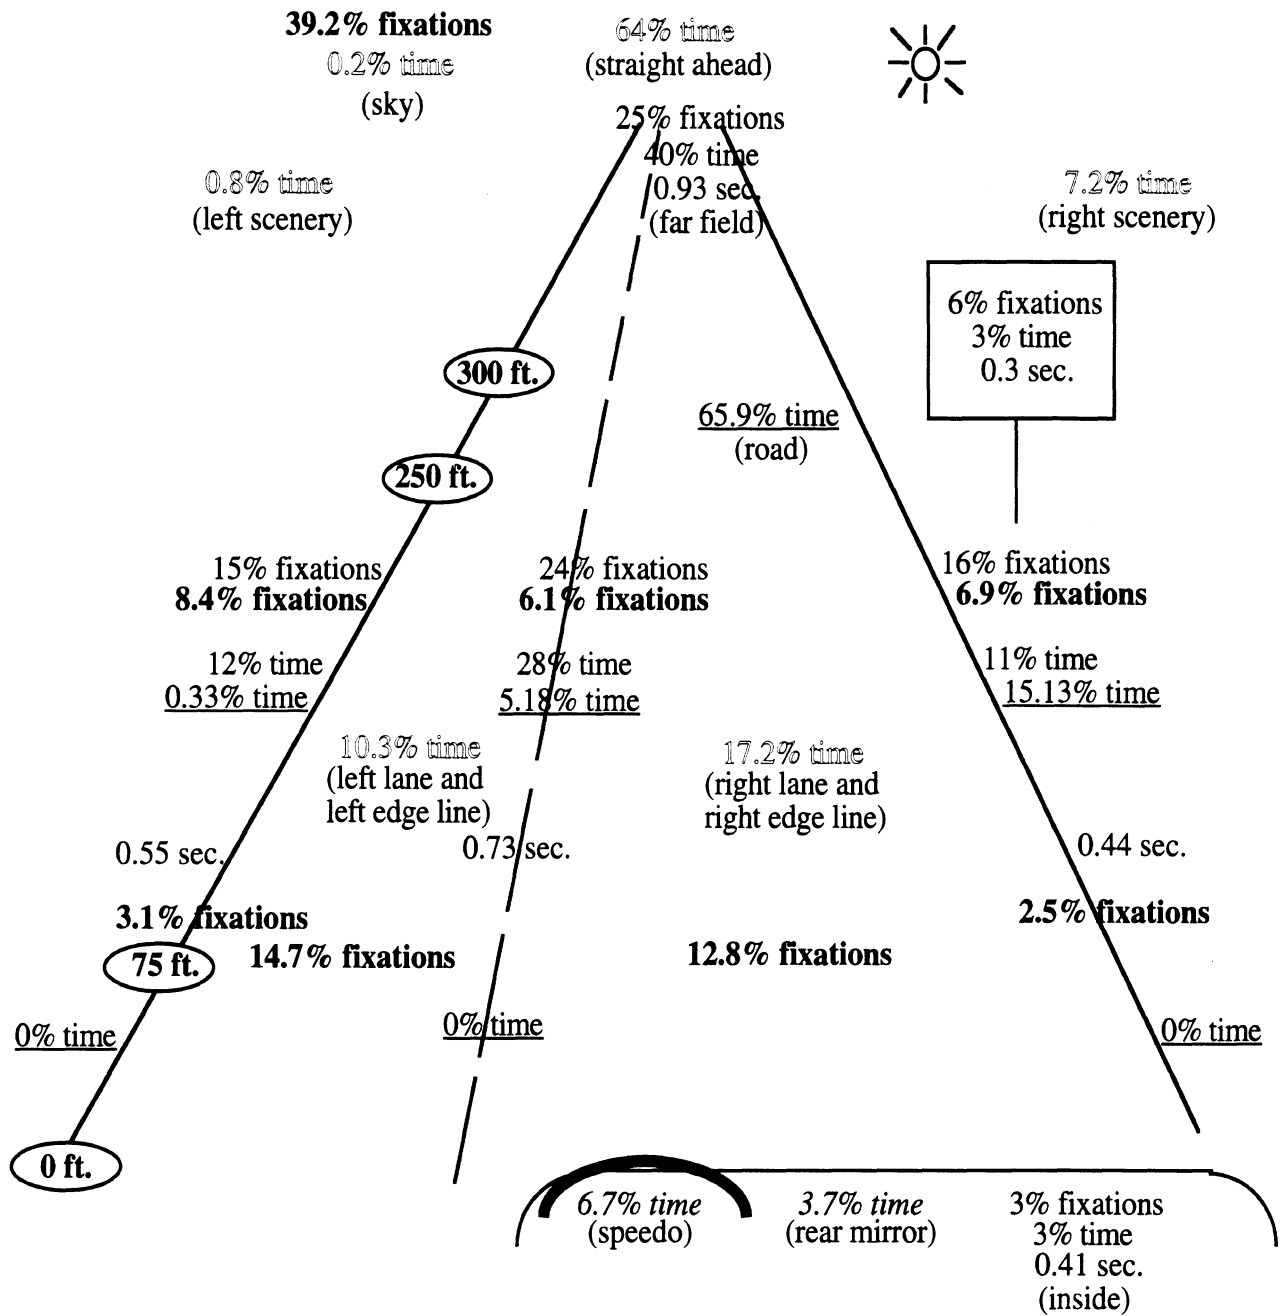 39.2% fixations
0.2% time
(sky)
64% time
(straight ahead)
25% fixations
40% time
0.93 sec.
(far field)
0.8% time
(left scenery)
7.2% time
(right scenery)
6% fixations
3% time
0.3 sec.
300 ft.
65.9% time
(road)
250 ft.
15% fixations
8.4% fixations
24% fixations
6.1% fixations
16% fixations
6.9% fixations
12% time
0.33% time
28% time
5.18% time
11% time
15.13% time
10.3% time
(left lane and
left edge line)
17.2% time
(right lane and
right edge line)
0.55 sec.
0.73 sec.
0.44 sec.
3.1% fixations
2.5% fixations
75 ft.
14.7% fixations
12.8% fixations
0% time
0% time
0% time
0 ft.
6.7% time
(speedo)
3.7% time
(rear mirror)
3% fixations
3% time
0.41 sec.
(inside)